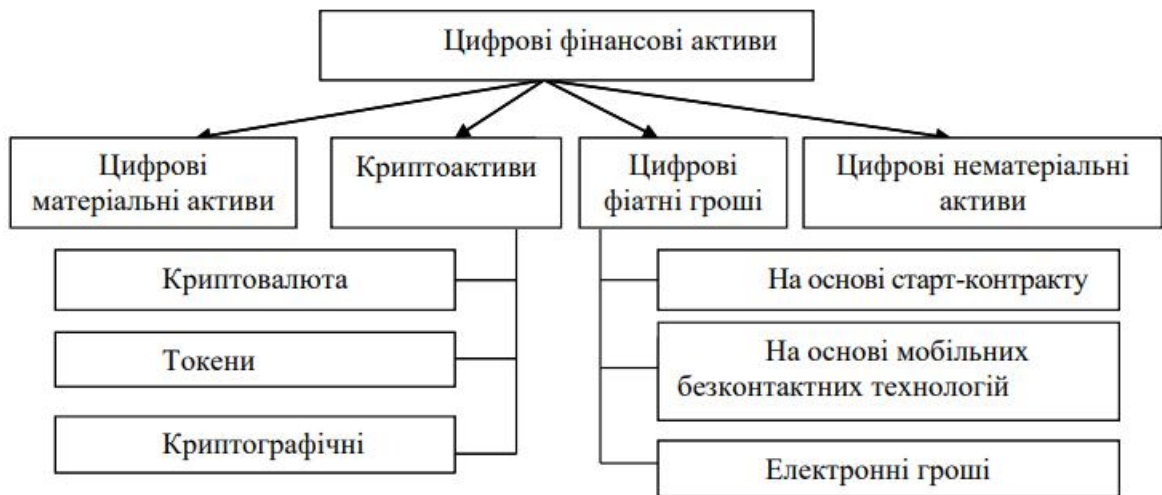 Цифрові фінансові активи
Цифрові
матеріальні активи
Криптоактиви
Цифрові
фіатні гроші
Цифрові нематеріальні
активи
Криптовалюта
Токени
Криптографічні
На основі старт-контракту
На основі мобільних
безконтактних технологій
Електронні гроші